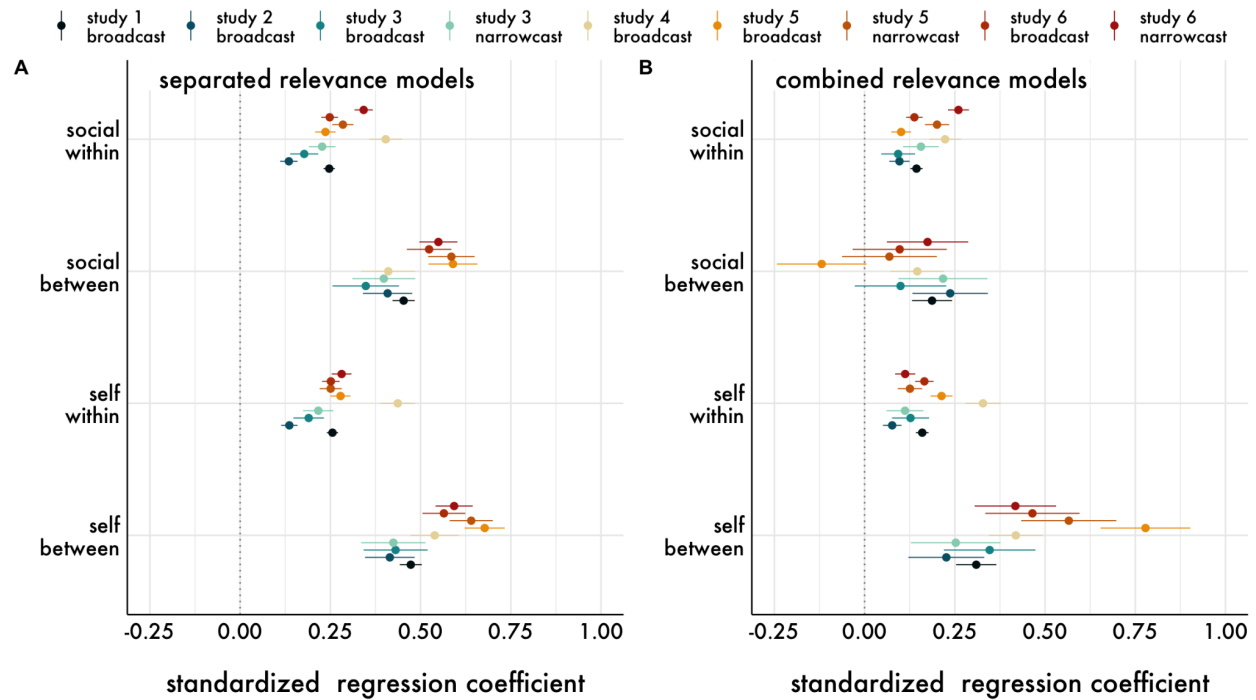 study 1 study 2 study 3 study 3 study 4 study 5 study 5 study 6 study 6
broadcast broadcast broadcast narrowcast broadcast broadcast narrowcast broadcast narrowcast
A
separated relevance models
social
within
social
between
self
within
self
between
-0.25 0.00 0.25 0.50 0.75 1.00
standardized regression coefficient
B
combined relevance models
social
within
social
between
self
within
self
between
-0.25 0.00 0.25 0.50 0.75 1.00
standardized regression coefficient